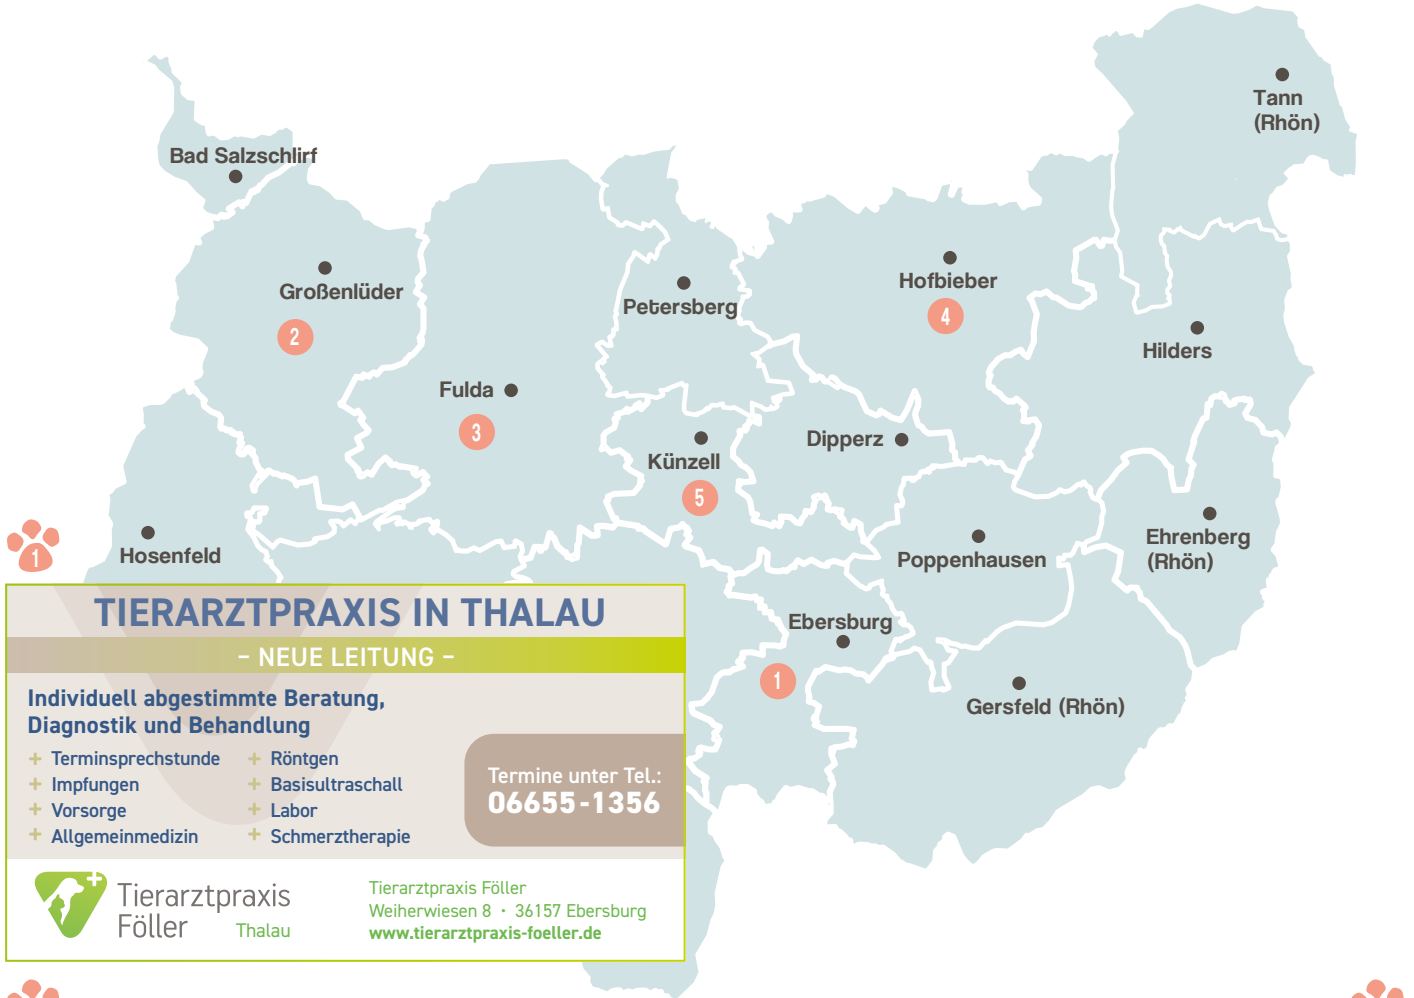 Tann
(Rhön)
Bad Salzschlirf
Großenlüder
2
Petersberg
Hofbieber
4
Hilders
Fulda
3
Künzell
5
Dipperz
Hosenfeld
1
Poppenhausen
Ehrenberg
(Rhön)
Ebersburg
1
Gersfeld (Rhön)
TIERARZTPRAXIS IN THALAU
– NEUE LEITUNG –
Individuell abgestimmte Beratung,
Diagnostik und Behandlung
+ Terminsprechstunde
+ Impfungen
+ Vorsorge
+ Allgemeinmedizin
+ Röntgen
+ Basisultraschall
+ Labor
+ Schmerztherapie
Termine unter Tel.:
06655-1356
Tierarztpraxis
Föller
Thalau
Tierarztpraxis Föller
Weiherwiesen 8 · 36157 Ebersburg
www.tierarztpraxis-foeller.de